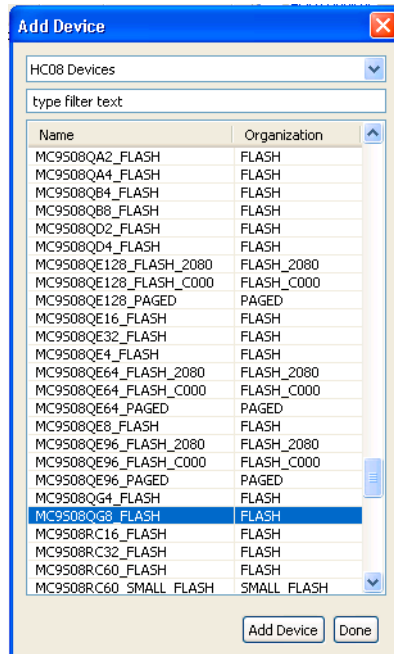 Add Device
HC08 Devices
type filter text
Name Organization
MC9S08QA2_FLASH FLASH
MC9S08QA4_FLASH FLASH
MC9S08QB4_FLASH FLASH
MC9S08QB8_FLASH FLASH
MC9S08QD2_FLASH FLASH
MC9S08QD4_FLASH FLASH
MC9S08QE128_FLASH_2080 FLASH_2080
MC9S08QE128_FLASH_C000 FLASH_C000
MC9S08QE128_PAGED PAGED
MC9S08QE16_FLASH FLASH
MC9S08QE32_FLASH FLASH
MC9S08QE4_FLASH FLASH
MC9S08QE64_FLASH_2080 FLASH_2080
MC9S08QE64_FLASH_C000 FLASH_C000
MC9S08QE64_PAGED PAGED
MC9S08QE8_FLASH FLASH
MC9S08QE96_FLASH_2080 FLASH_2080
MC9S08QE96_FLASH_C000 FLASH_C000
MC9S08QE96_PAGED PAGED
MC9S08QG4_FLASH FLASH
MC9S08QG8_FLASH FLASH
MC9S08RC16_FLASH FLASH
MC9S08RC32_FLASH FLASH
MC9S08RC60_FLASH FLASH
MC9S08RC60_SMALL_FLASH SMALL_FLASH
Add Device Done